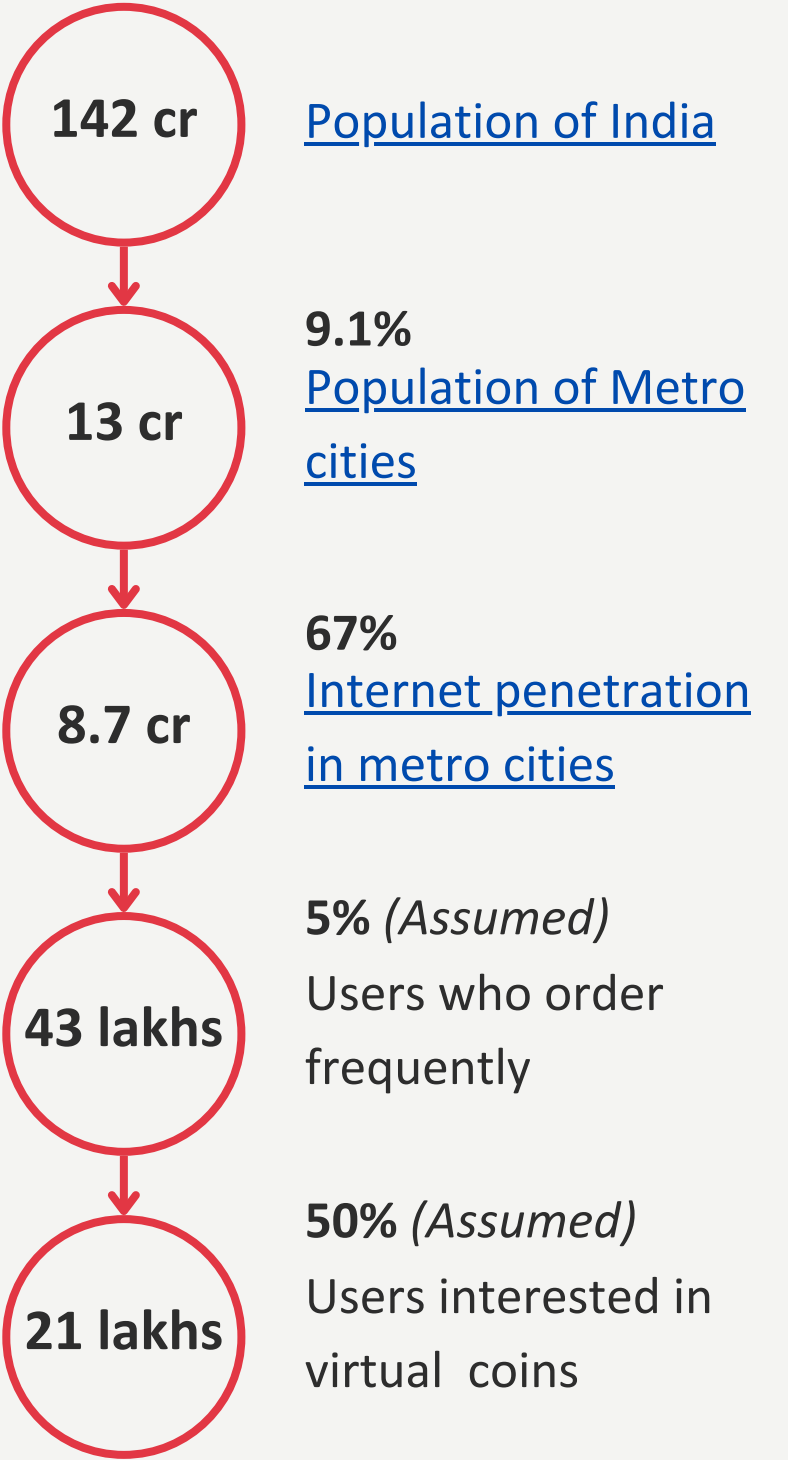 142 cr
Population of India
13 cr
9.1%
Population of Metro
cities
8.7 cr
67%
Internet penetration
in metro cities
43 lakhs
5% (Assumed)
Users who order
frequently
21 lakhs
50% (Assumed)
Users interested in
virtual coins